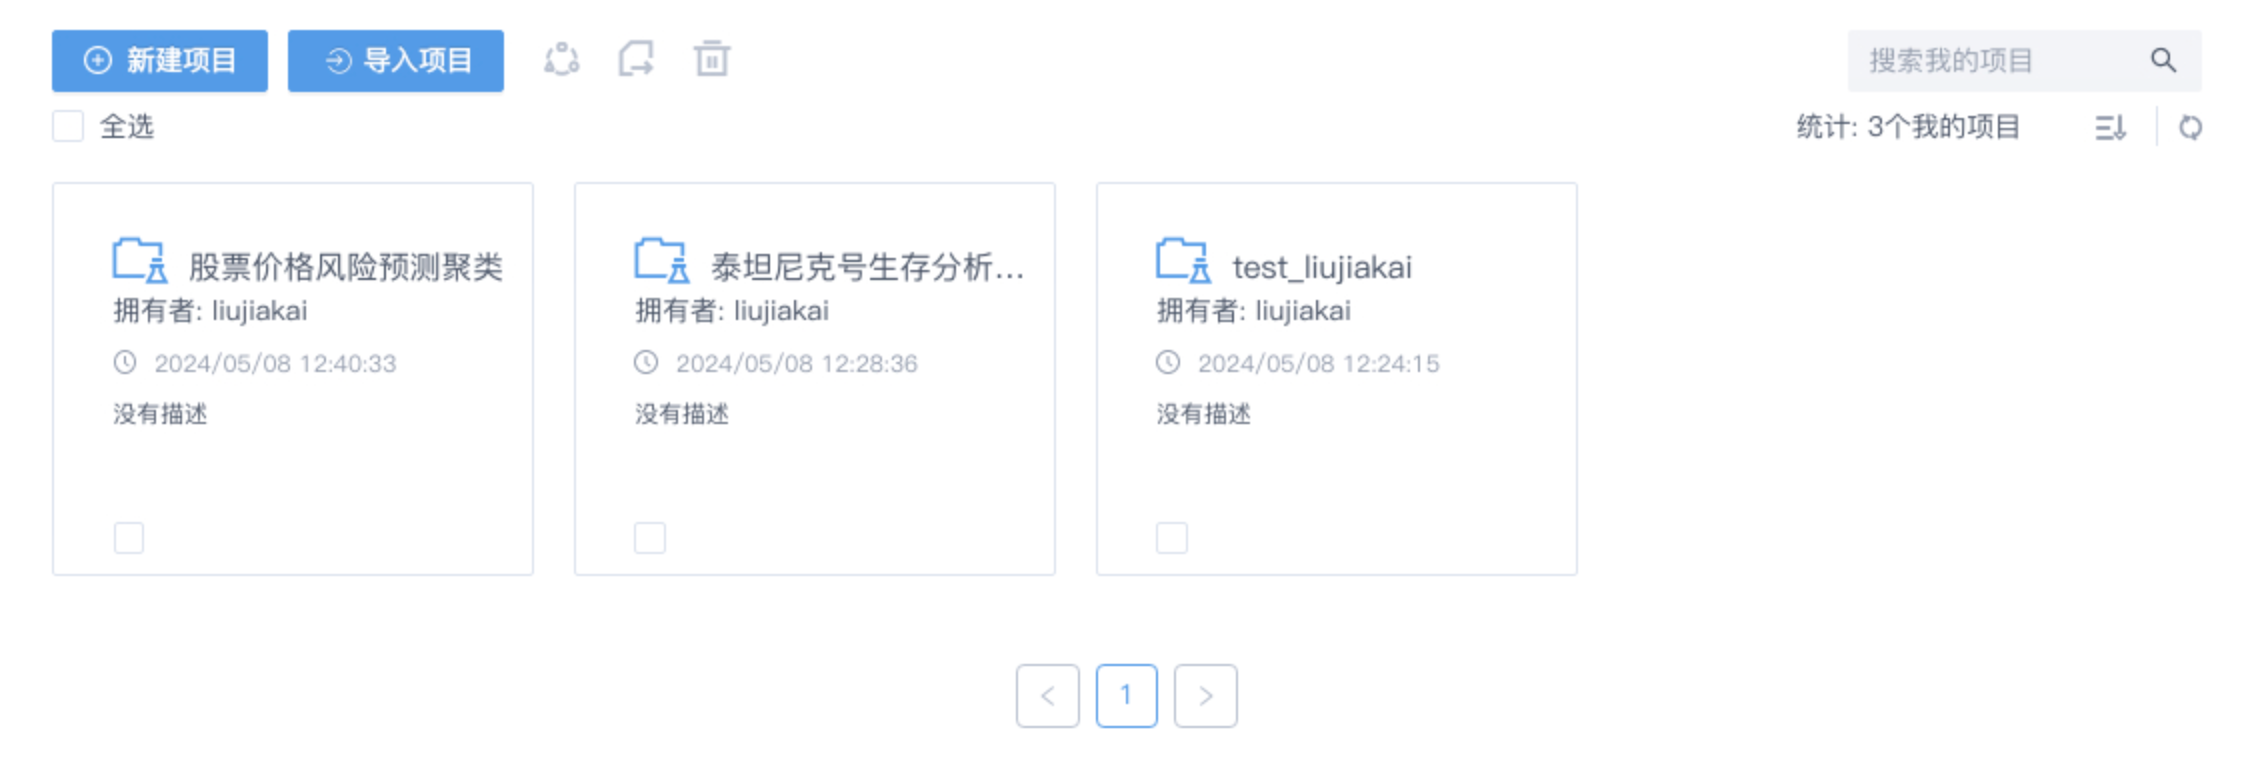 新建项目
导入项目
搜索我的项目
全选
统计: 3个我的项目
股票价格风险预测聚类
拥有者: liujiakai
2024/05/08 12:40:33
没有描述
泰坦尼克号生存分析...
拥有者: liujiakai
2024/05/08 12:28:36
没有描述
test_liujiakai
拥有者: liujiakai
2024/05/08 12:24:15
没有描述
< 1 >